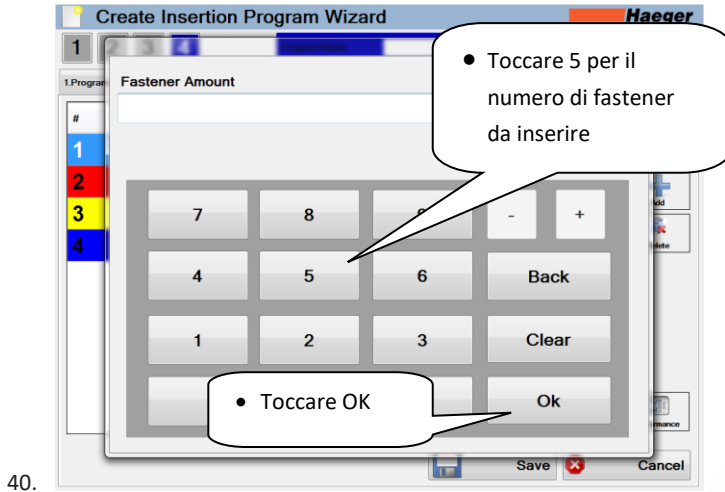 Create Insertion Program Wizard
Haeger
1 2 3 4
1.Program
Fastener Amount
#
1
2
3
4
• Toccare 5 per il
numero di fastener
da inserire
7 8 - +
Add
4 5 6 Back
1 2 3 Clear
• Toccare OK
Ok
Save Cancel
40.